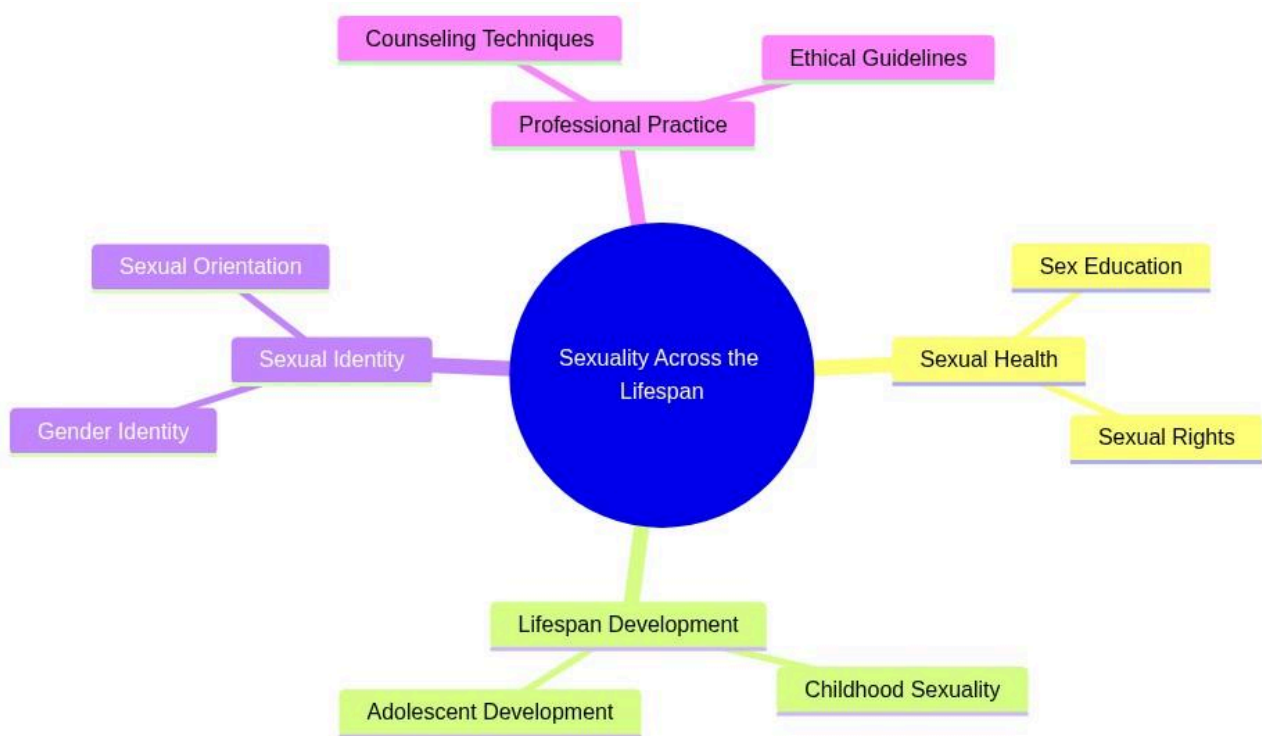 Counseling Techniques
Ethical Guidelines
Professional Practice
Sexual Orientation
Sex Education
Sexual Identity
Sexuality Across the
Lifespan
Sexual Health
Gender Identity
Sexual Rights
Lifespan Development
Childhood Sexuality
Adolescent Development